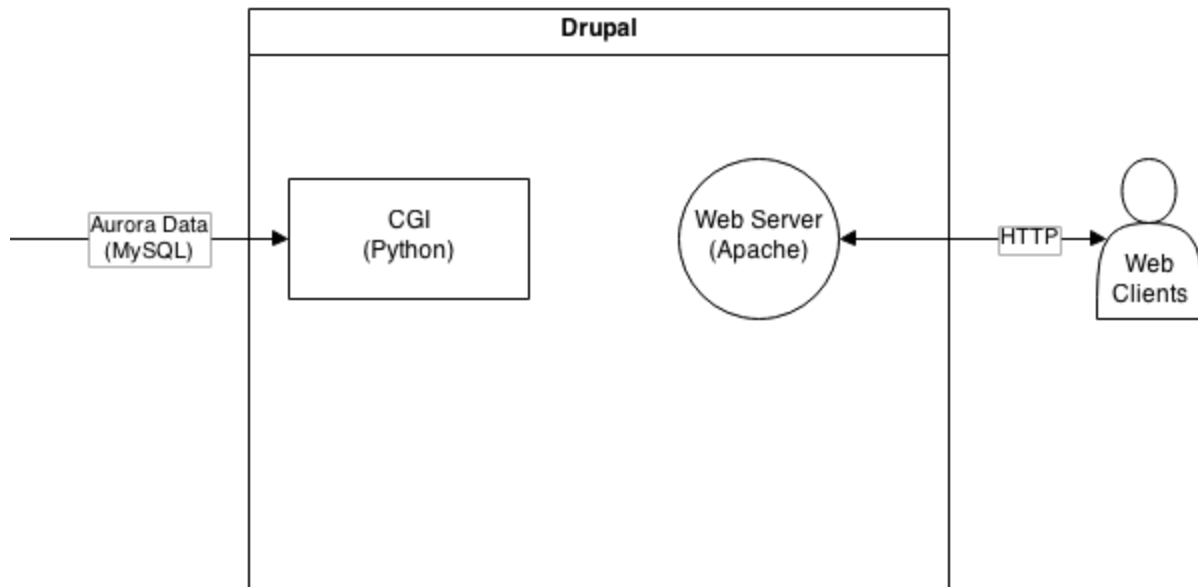 Drupal
Aurora Data
(MySQL)
CGI
(Python)
Web Server
(Apache)
HTTP
Web
Clients